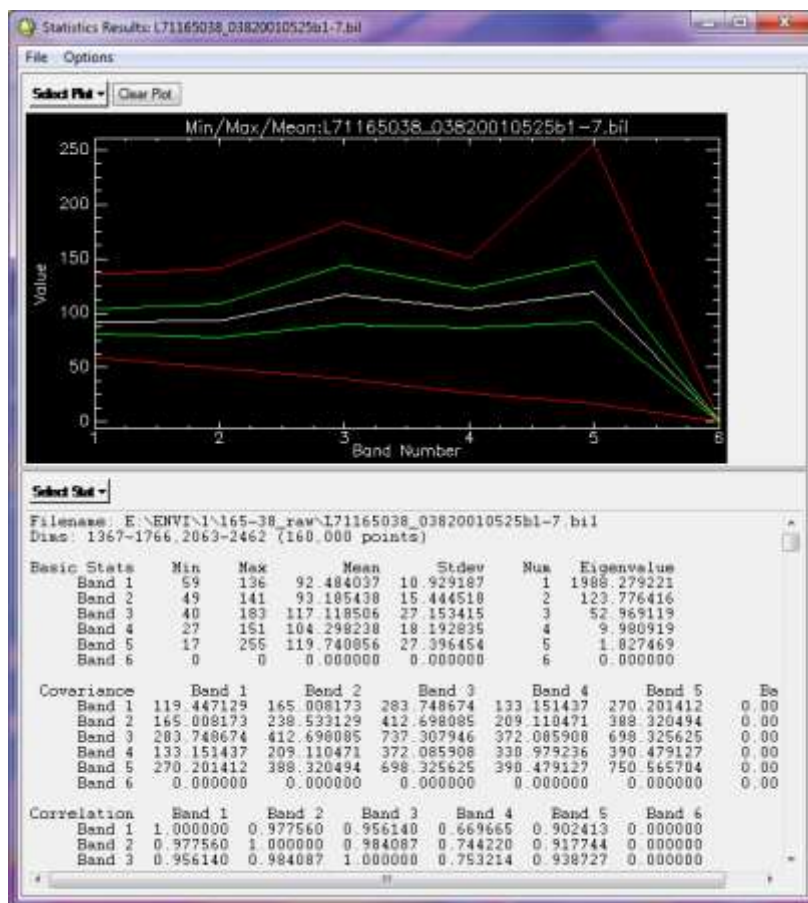 Statistics Results: L71165038_03820010525b1-7.bil
File Options
Select Plot Clear Plot
Min/Max/Mean:L71165038_03820010525b1-7.bil
250
200
150
100
50
0
Value
1 2 3 4 5 6
Band Number
Select Stat
Filename: E:\ENVI\1\165-38_raw\L71165038_03820010525b1-7.bil
Dims: 1367-1766,2063-2462 (160,000 points)
Basic Stats Min Max Mean Stdev Num Eigenvalue
Band 1 59 136 92.484037 10.929187 1 1988.279221
Band 2 49 141 93.185438 15.444518 2 123.776416
Band 3 40 183 117.118506 27.153415 3 52.969119
Band 4 27 151 104.298238 18.192835 4 9.980919
Band 5 17 255 119.740856 27.396454 5 1.827469
Band 6 0 0 0.000000 0.000000 6 0.000000
Covariance Band 1 Band 2 Band 3 Band 4 Band 5 Ba
Band 1 119.447129 165.008173 283.748674 133.151437 270.201412 0.00
Band 2 165.008173 238.533129 412.698085 209.110471 388.320494 0.00
Band 3 283.748674 412.698085 737.307946 372.085908 698.325625 0.00
Band 4 133.151437 209.110471 372.085908 330.979236 390.479127 0.00
Band 5 270.201412 388.320494 698.325625 390.479127 750.565704 0.00
Band 6 0.000000 0.000000 0.000000 0.000000 0.000000 0.00
Correlation Band 1 Band 2 Band 3 Band 4 Band 5 Band 6
Band 1 1.000000 0.977560 0.956140 0.669665 0.902413 0.000000
Band 2 0.977560 1.000000 0.984087 0.744220 0.917744 0.000000
Band 3 0.956140 0.984087 1.000000 0.753214 0.938727 0.000000